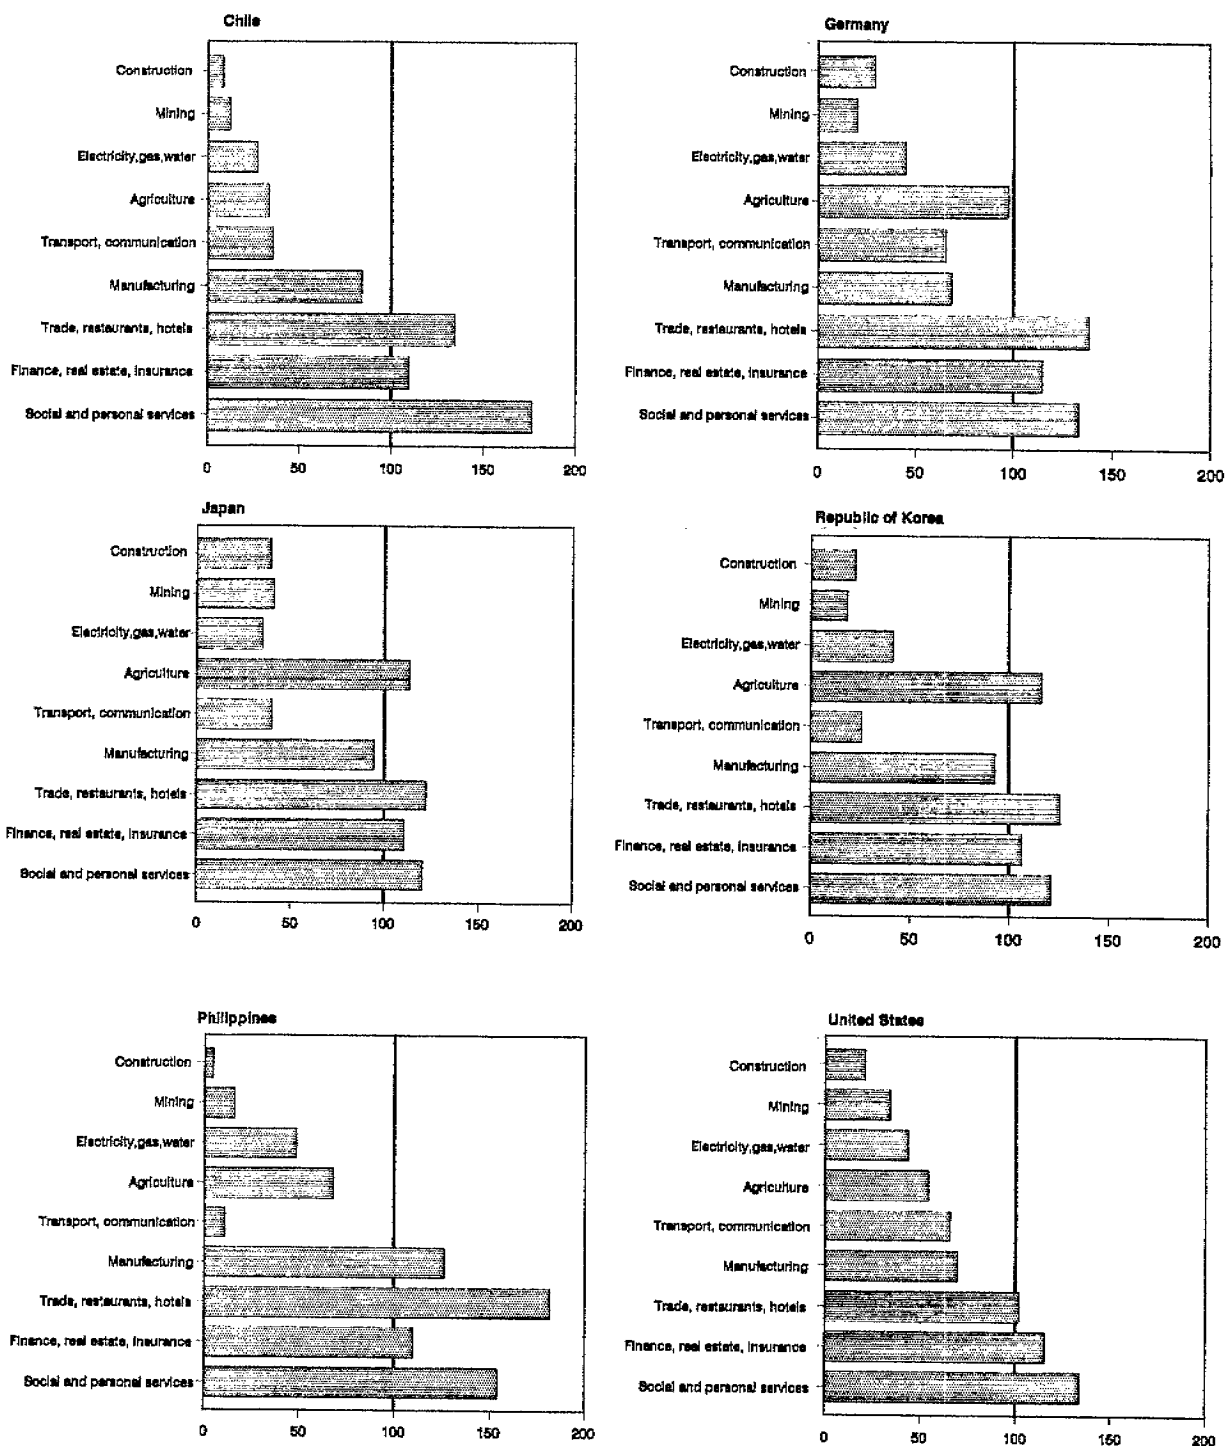 Chile
Construction
Mining
Electricity,gas,water
Agriculture
Transport, communication
Manufacturing
Trade, restaurants, hotels
Finance, real estate, insurance
Social and personal services
0 50 100 150 200
Germany
Construction
Mining
Electricity,gas,water
Agriculture
Transport, communication
Manufacturing
Trade, restaurants, hotels
Finance, real estate, insurance
Social and personal services
0 50 100 150 200
Japan
Construction
Mining
Electricity,gas,water
Agriculture
Transport, communication
Manufacturing
Trade, restaurants, hotels
Finance, real estate, insurance
Social and personal services
0 50 100 150 200
Republic of Korea
Construction
Mining
Electricity,gas,water
Agriculture
Transport, communication
Manufacturing
Trade, restaurants, hotels
Finance, real estate, insurance
Social and personal services
0 50 100 150 200
Philippines
Construction
Mining
Electricity,gas,water
Agriculture
Transport, communication
Manufacturing
Trade, restaurants, hotels
Finance, real estate, insurance
Social and personal services
0 50 100 150 200
United States
Construction
Mining
Electricity,gas,water
Agriculture
Transport, communication
Manufacturing
Trade, restaurants, hotels
Finance, real estate, insurance
Social and personal services
0 50 100 150 200